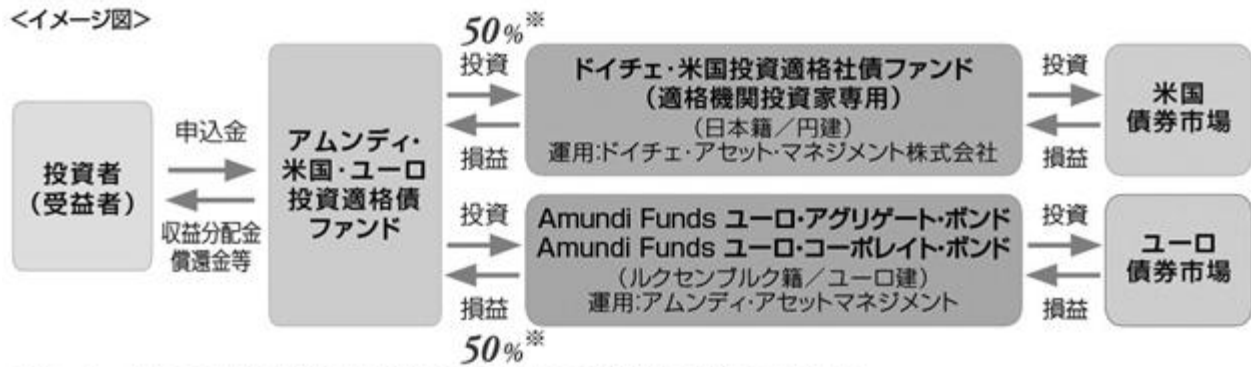 <イメージ図>
50%※
投資
損益
ドイチェ・米国投資適格社債ファンド
(適格機関投資家専用)
(日本籍/円建)
運用:ドイチェ・アセット・マネジメント株式会社
投資
損益
米国
債券市場
投資者
(受益者)
申込金
収益分配金
償還金等
アムンディ・
米国・ユーロ
投資適格債
ファンド
投資
損益
50%※
Amundi Funds ユーロ・アグリゲート・ボンド
Amundi Funds ユーロ・コーポレイト・ボンド
(ルクセンブルク籍/ユーロ建)
運用:アムンディ・アセットマネジメント
投資
損益
ユーロ
債券市場